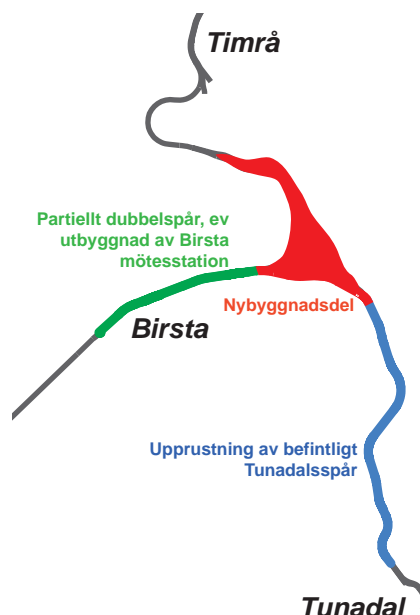 Timrå
Partiellt dubbelspår, ev
utbyggnad av Birsta
mötesstation
Nybyggnadsdel
Birsta
Upprustning av befintligt
Tunadalsspår
Tunadal